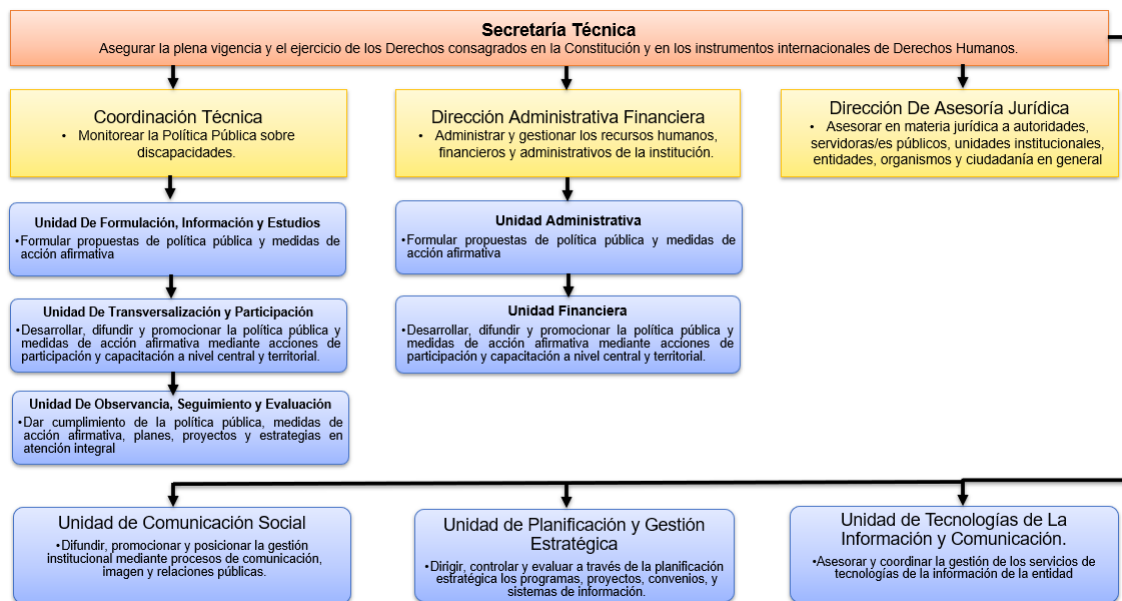 Secretaría Técnica
Asegurar la plena vigencia y el ejercicio de los Derechos consagrados en la Constitución y en los instrumentos internacionales de Derechos Humanos.
Coordinación Técnica
• Monitorear la Política Pública sobre
discapacidades.
Dirección Administrativa Financiera
• Administrar y gestionar los recursos humanos,
financieros y administrativos de la institución.
Dirección De Asesoría Jurídica
• Asesorar en materia jurídica a autoridades,
servidoras/es públicos, unidades institucionales,
entidades, organismos y ciudadanía en general
Unidad De Formulación, Información y Estudios
•Formular propuestas de política pública y medidas de
acción afirmativa
Unidad Administrativa
•Formular propuestas de política pública y medidas de
acción afirmativa
Unidad De Transversalización y Participación
•Desarrollar, difundir y promocionar la política pública y
medidas de acción afirmativa mediante acciones de
participación y capacitación a nivel central y territorial.
Unidad Financiera
•Desarrollar, difundir y promocionar la política pública y
medidas de acción afirmativa mediante acciones de
participación y capacitación a nivel central y territorial.
Unidad De Observancia, Seguimiento y Evaluación
•Dar cumplimiento de la política pública, medidas de
acción afirmativa, planes, proyectos y estrategias en
atención integral
Unidad de Comunicación Social
•Difundir, promocionar y posicionar la gestión
institucional mediante procesos de comunicación,
imagen y relaciones públicas.
Unidad de Planificación y Gestión
Estratégica
•Dirigir, controlar y evaluar a través de la planificación
estratégica los programas, proyectos, convenios, y
sistemas de información.
Unidad de Tecnologías de La
Información y Comunicación.
•Asesorar y coordinar la gestión de los servicios de
tecnologías de la información de la entidad